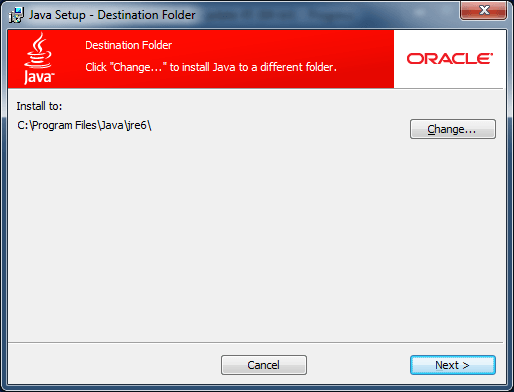 Java Setup - Destination Folder
Destination Folder
Click "Change..." to install Java to a different folder.
Java™
ORACLE®
Install to:
C:\Program Files\Java\jre6\
Change...
Cancel
Next >